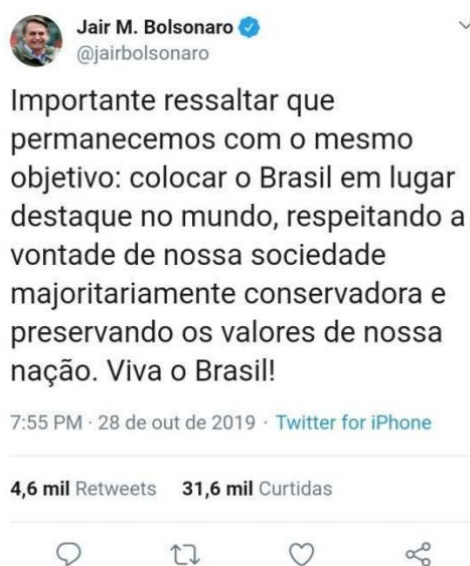 Jair M. Bolsonaro
@jairbolsonaro
Importante ressaltar que
permanecemos com o mesmo
objetivo: colocar o Brasil em lugar
destaque no mundo, respeitando a
vontade de nossa sociedade
majoritariamente conservadora e
preservando os valores de nossa
nação. Viva o Brasil!
7:55 PM · 28 de out de 2019 · Twitter for iPhone
4,6 mil Retweets 31,6 mil Curtidas